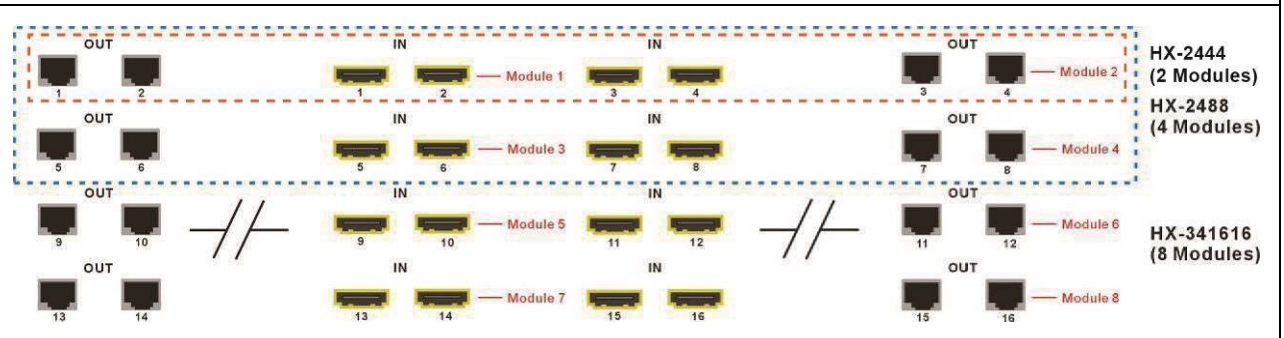 OUT IN IN OUT
HX-2444
(2 Modules)
Module 1 Module 2
1 2 1 2 3 4 3 4
HX-2488
(4 Modules)
OUT IN IN OUT
Module 3 Module 4
5 6 5 6 7 8 7 8
OUT IN IN OUT
Module 5 Module 6
9 10 9 10 11 12 11 12
HX-341616
(8 Modules)
OUT IN IN OUT
Module 7 Module 8
13 14 13 14 15 16 15 16